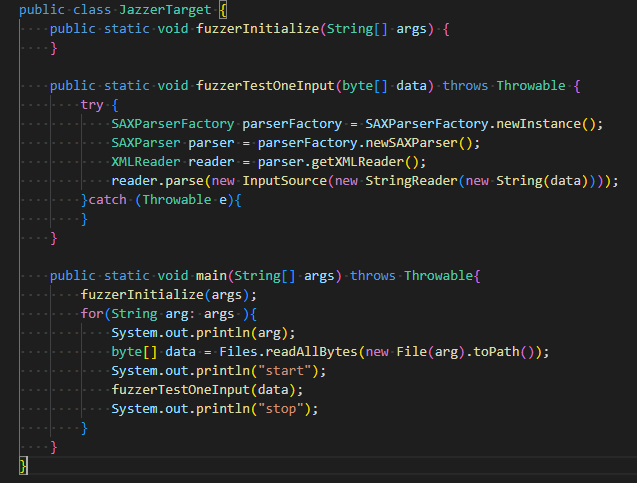 public class JazzerTarget {
    public static void fuzzerInitialize(String[] args) {
    }
    public static void fuzzerTestOneInput(byte[] data) throws Throwable {
        try {
            SAXParserFactory parserFactory = SAXParserFactory.newInstance();
            SAXParser parser = parserFactory.newSAXParser();
            XMLReader reader = parser.getXMLReader();
            reader.parse(new InputSource(new StringReader(new String(data))));
        }catch (Throwable e){
        }
    }
    public static void main(String[] args) throws Throwable{
        fuzzerInitialize(args);
        for(String arg: args ){
            System.out.println(arg);
            byte[] data = Files.readAllBytes(new File(arg).toPath());
            System.out.println("start");
            fuzzerTestOneInput(data);
            System.out.println("stop");
        }
    }
}